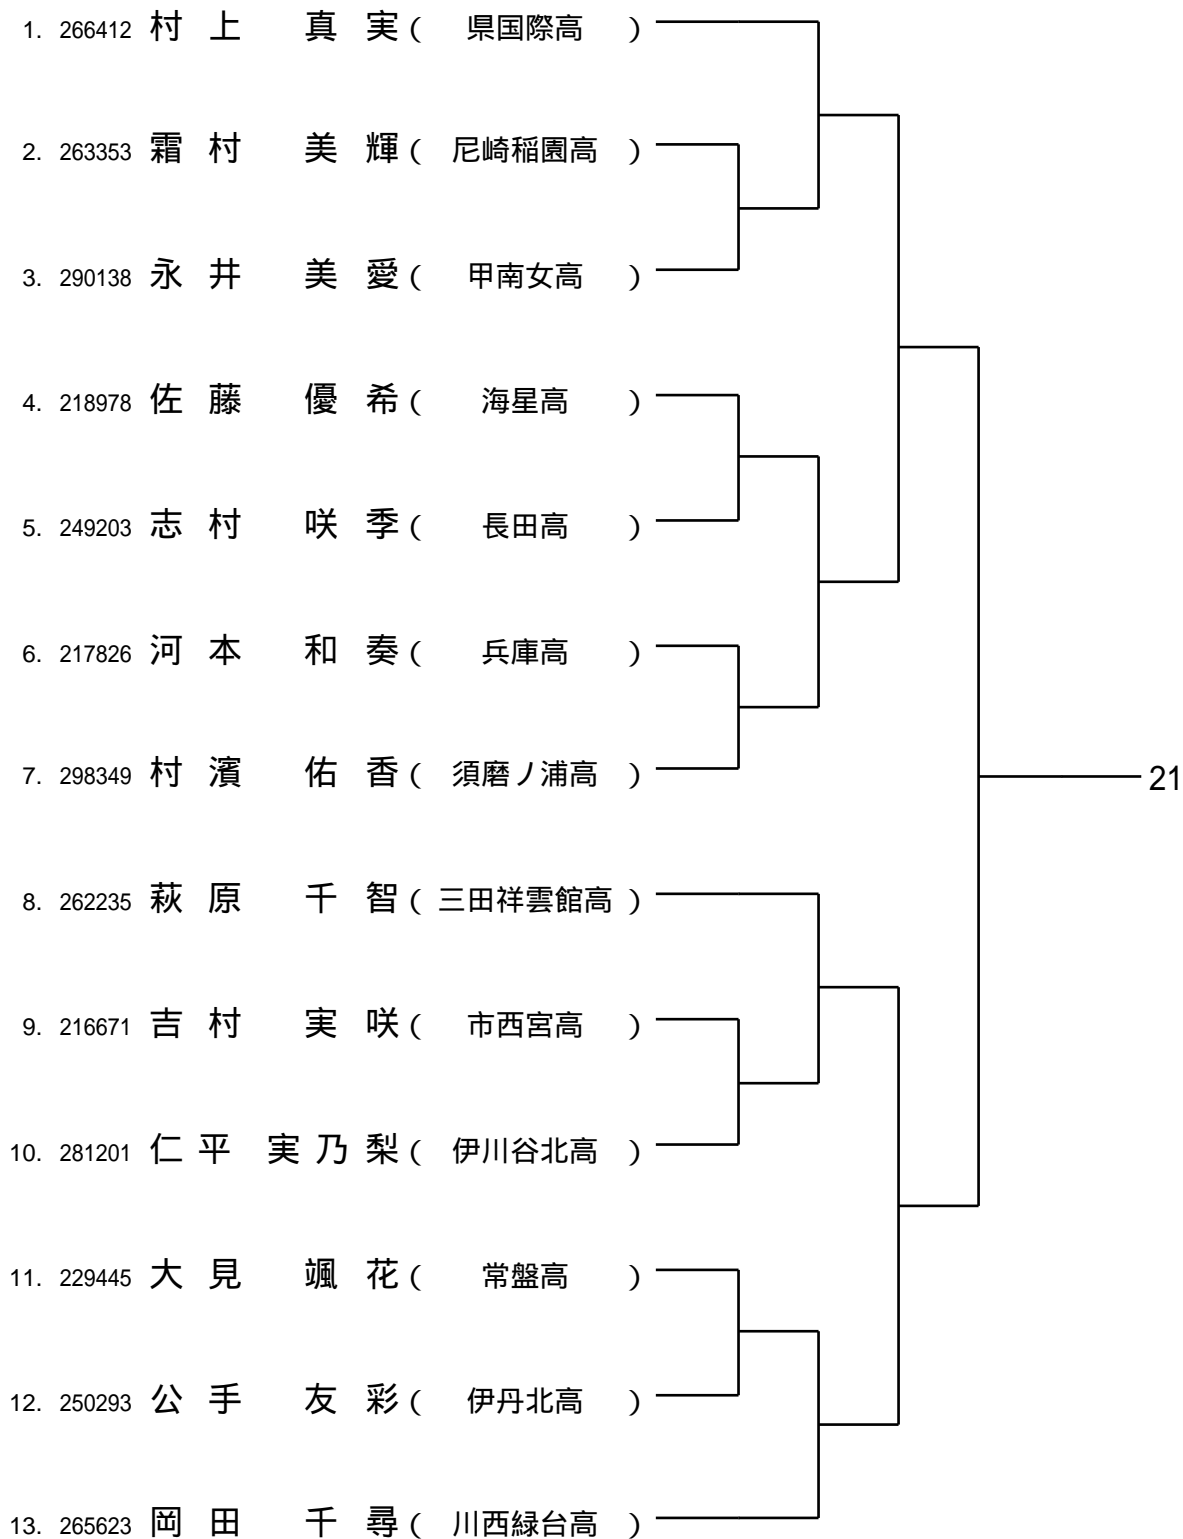 1. 266412 村上 真実 ( 県国際高 )
2. 263353 霜村 美輝 ( 尼崎稲園高 )
3. 290138 永井 美愛 ( 甲南女高 )
4. 218978 佐藤 優希 ( 海星高 )
5. 249203 志村 咲季 ( 長田高 )
6. 217826 河本 和奏 ( 兵庫高 )
7. 298349 村濱 佑香 ( 須磨ノ浦高 )
21
8. 262235 萩原 千智 ( 三田祥雲館高 )
9. 216671 吉村 実咲 ( 市西宮高 )
10. 281201 仁平 実乃梨 ( 伊川谷北高 )
11. 229445 大見 颯花 ( 常盤高 )
12. 250293 公手 友彩 ( 伊丹北高 )
13. 265623 岡田 千尋 ( 川西緑台高 )